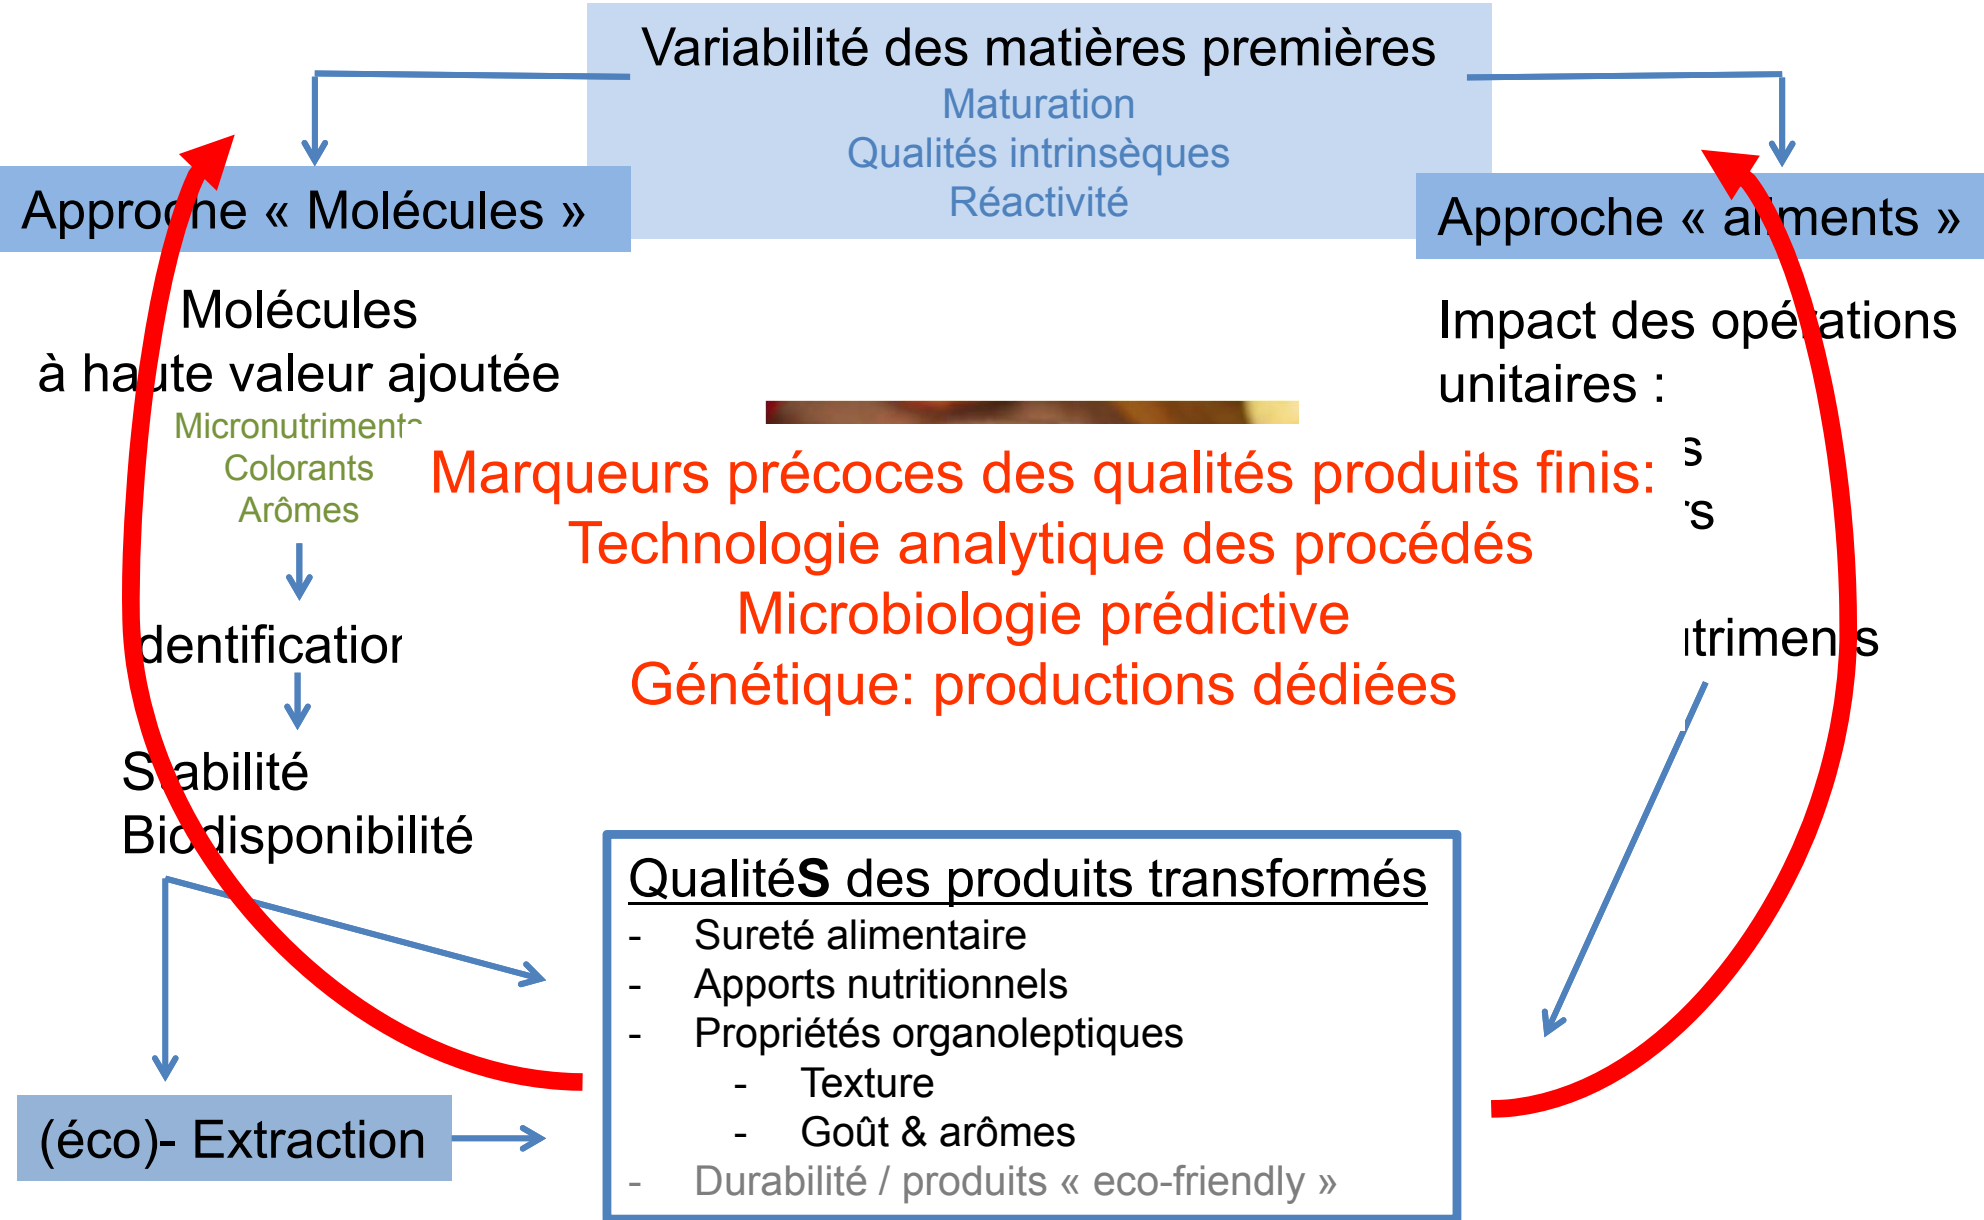 Variabilité des matières premières
Maturation
Qualités intrinsèques
Réactivité
Approche « Molécules »
Approche « aliments »
Molécules
à haute valeur ajoutée
Micronutriments
Colorants
Arômes
Impact des opérations
unitaires :
Marqueurs précoces des qualités produits finis:
Technologie analytique des procédés
Microbiologie prédictive
Génétique: productions dédiées
Identification
Stabilité
Biodisponibilité
(éco)- Extraction
QualitéS des produits transformés
- Sureté alimentaire
- Apports nutritionnels
- Propriétés organoleptiques
- Texture
- Goût & arômes
- Durabilité / produits « eco-friendly »